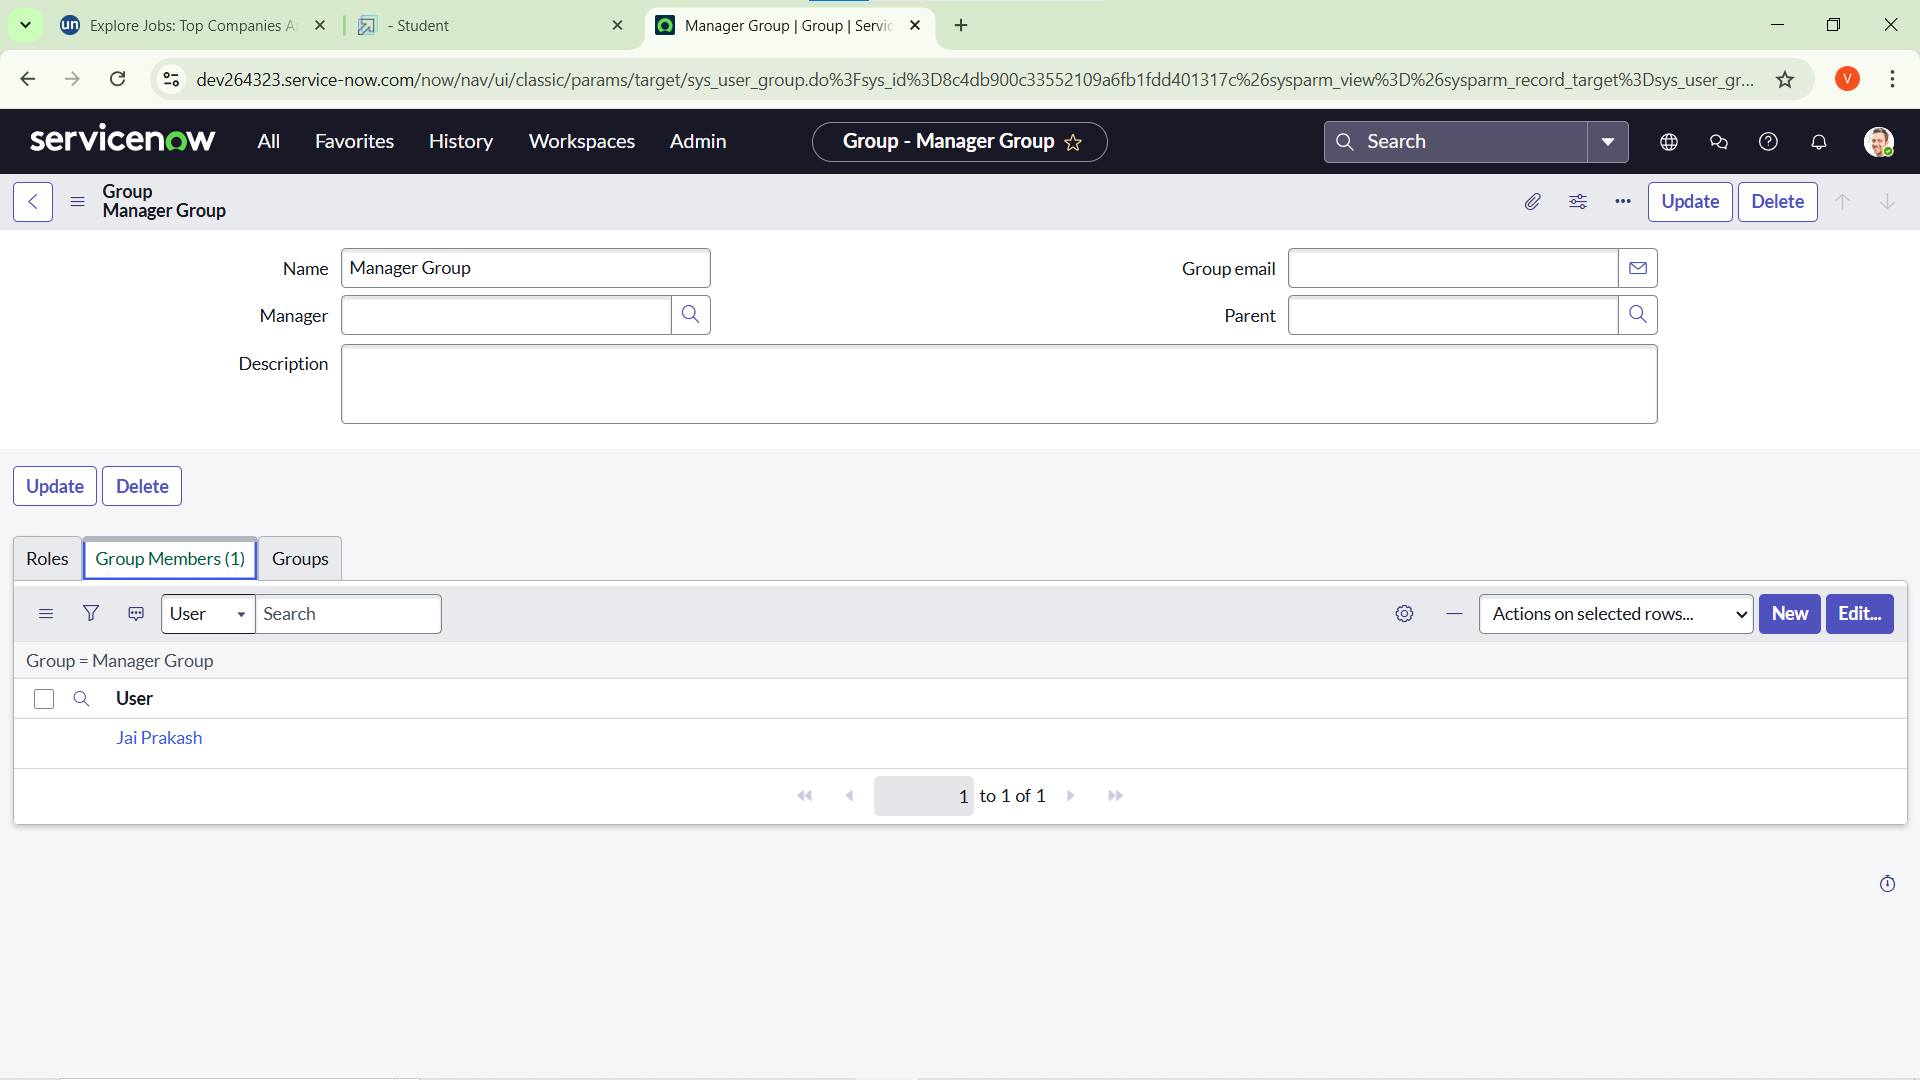 un Explore Jobs: Top Companies Ar
- Student
Manager Group | Group | Servic
dev264323.service-now.com/now/nav/ui/classic/params/target/sys_user_group.do%3Fsys_id%3D8c4db900c33552109a6fb1fdd401317c%26sysparm_view%3D%26sysparm_record_target%3Dsys_user_gr...
V
servicenow
All Favorites History Workspaces Admin
Group - Manager Group
Search
Group
Manager Group
Update Delete
Name Manager Group
Group email
Manager
Parent
Description
Update Delete
Roles Group Members (1) Groups
User Search
Actions on selected rows... New Edit...
Group = Manager Group
User
Jai Prakash
1 to 1 of 1